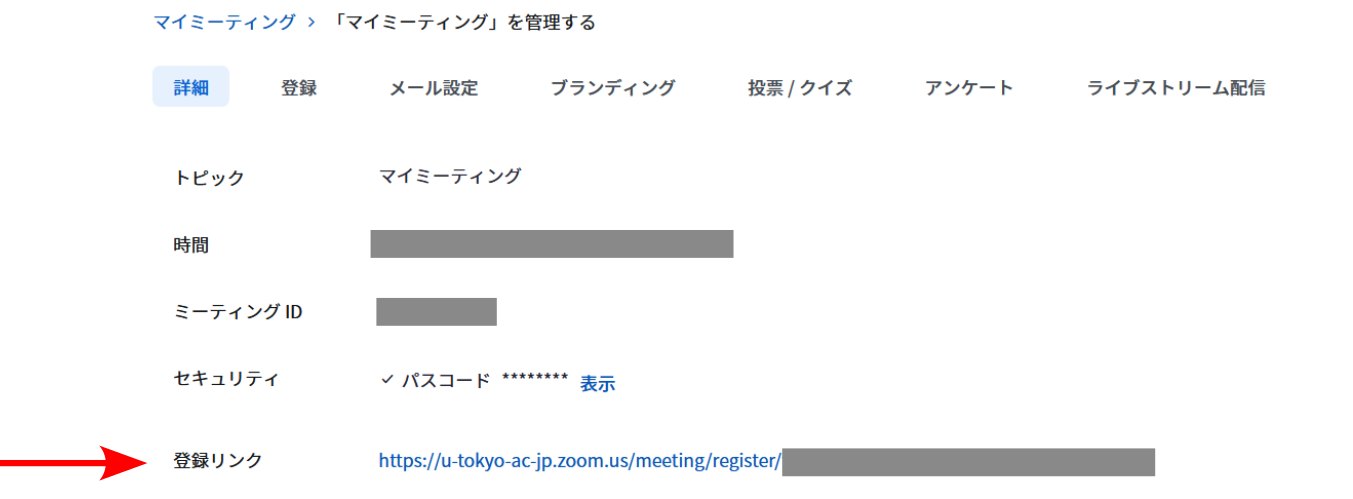 マイミーティング › 「マイミーティング」を管理する
詳細 登録 メール設定 ブランディング 投票 / クイズ アンケート ライブストリーム配信
トピック マイミーティング
時間
ミーティング ID
セキュリティ ✓ パスコード ******** 表示
登録リンク https://u-tokyo-ac-jp.zoom.us/meeting/register/